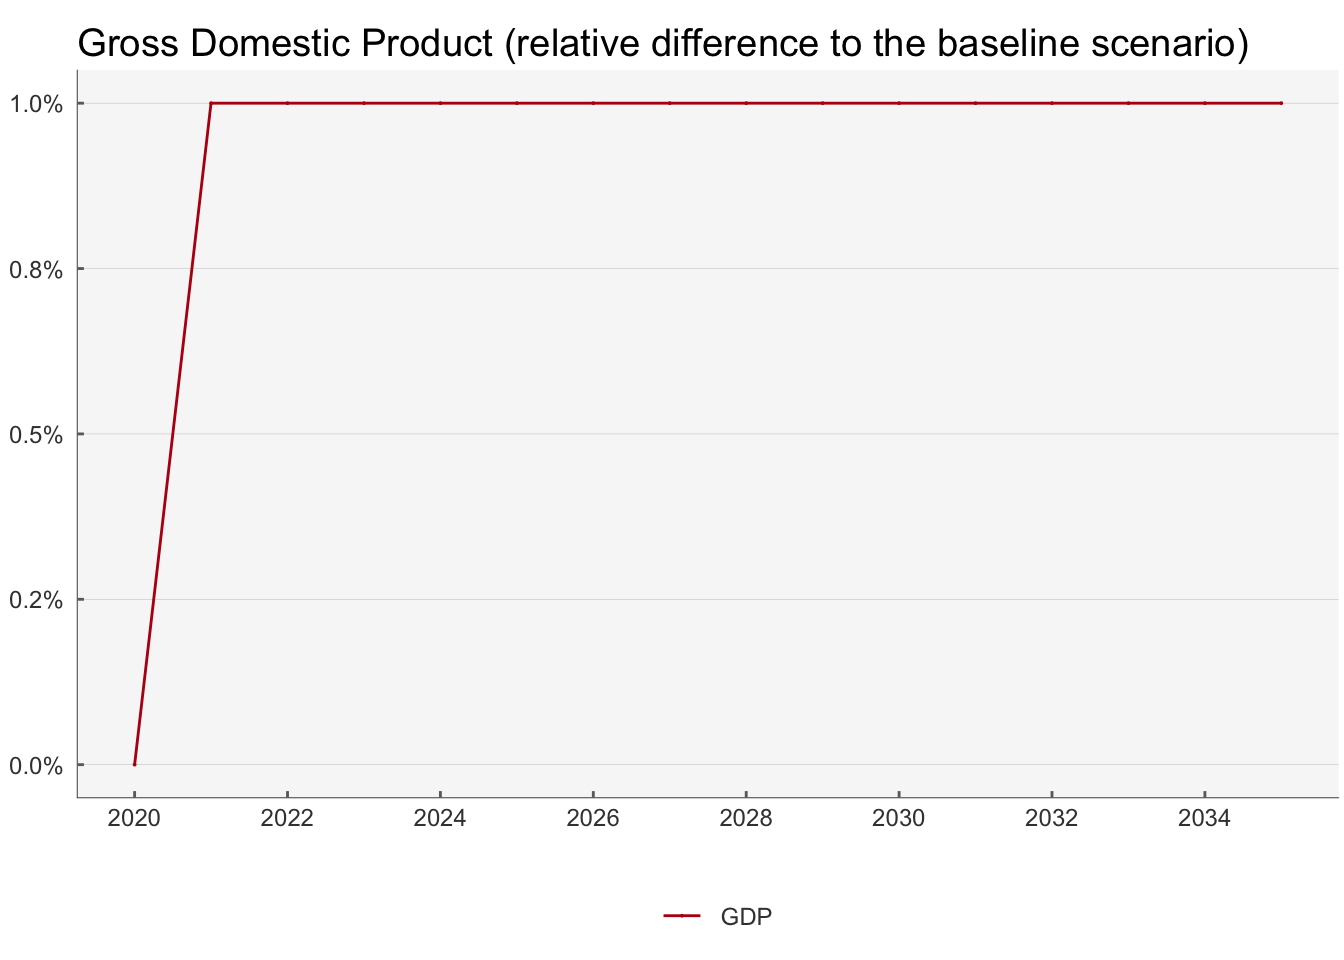 Gross Domestic Product (relative difference to the baseline scenario)
1.0%
0.8%
0.5%
0.2%
0.0%
2020 2022 2024 2026 2028 2030 2032 2034
GDP